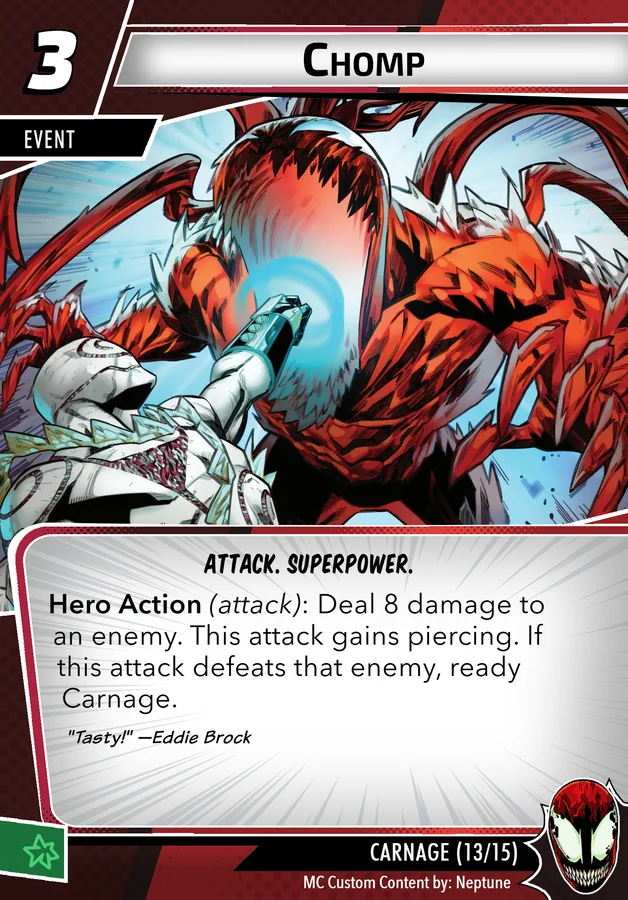 3
Chomp
EVENT
ATTACK. SUPERPOWER.
Hero Action (attack): Deal 8 damage to
an enemy. This attack gains piercing. If
this attack defeats that enemy, ready
Carnage.
"Tasty!" —Eddie Brock
CARNAGE (13/15)
MC Custom Content by: Neptune